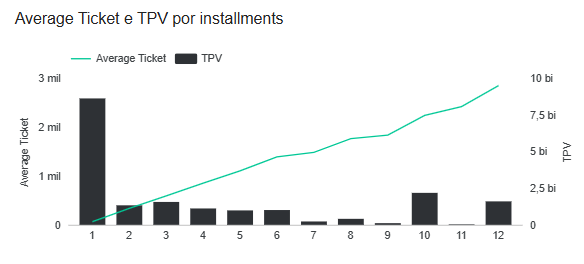 Average Ticket e TPV por installments
Average Ticket TPV
3 mil 10 bi
2 mil 7,5 bi
5 bi
1 mil 2,5 bi
0 0
Average Ticket
TPV
1 2 3 4 5 6 7 8 9 10 11 12